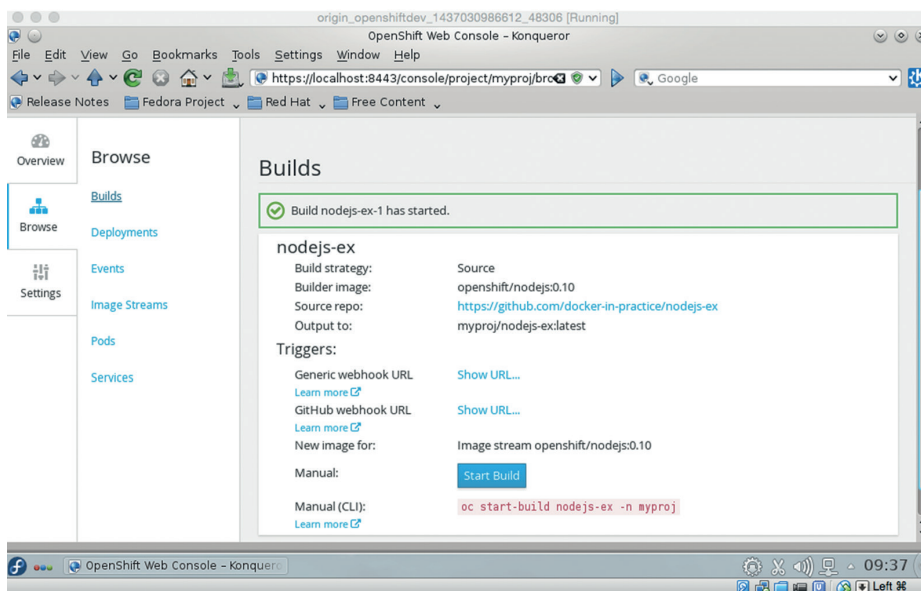 origin_openshiftdev_1437030986612_48306 [Running]
OpenShift Web Console – Konqueror
File Edit View Go Bookmarks Tools Settings Window Help
https://localhost:8443/console/project/myproj/bro
Google
Release Notes Fedora Project Red Hat Free Content
Overview
Browse
Settings
Browse
Builds
Deployments
Events
Image Streams
Pods
Services
Builds
Build nodejs-ex-1 has started.
nodejs-ex
Build strategy: Source
Builder image: openshift/nodejs:0.10
Source repo: https://github.com/docker-in-practice/nodejs-ex
Output to: myproj/nodejs-ex:latest
Triggers:
Generic webhook URL Show URL...
Learn more
GitHub webhook URL Show URL...
Learn more
New image for: Image stream openshift/nodejs:0.10
Manual: Start Build
Manual (CLI): oc start-build nodejs-ex -n myproj
Learn more
OpenShift Web Console – Konquero
09:37
Left ⌘